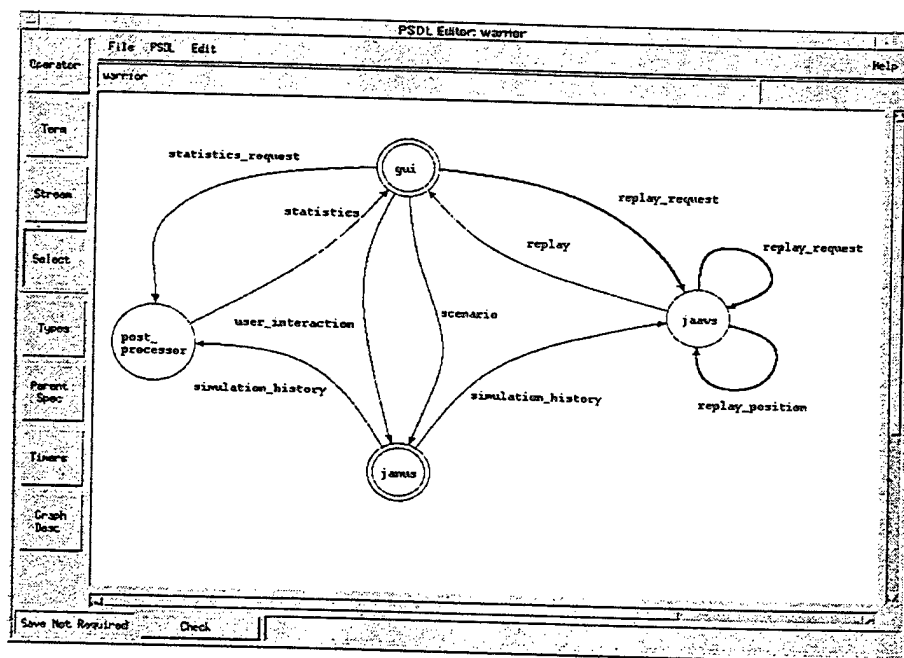 PSDL Editor: warrior
File PSDL Edit
Help
Operator
warrior
Term
Stream
Select
Types
Parent
Spec
Timers
Graph
Desc
statistics_request
gui
replay_request
statistics
replay
replay_request
user_interaction
scenario
jaaws
post_
processor
simulation_history
simulation_history
replay_position
janus
Save Not Required
Check